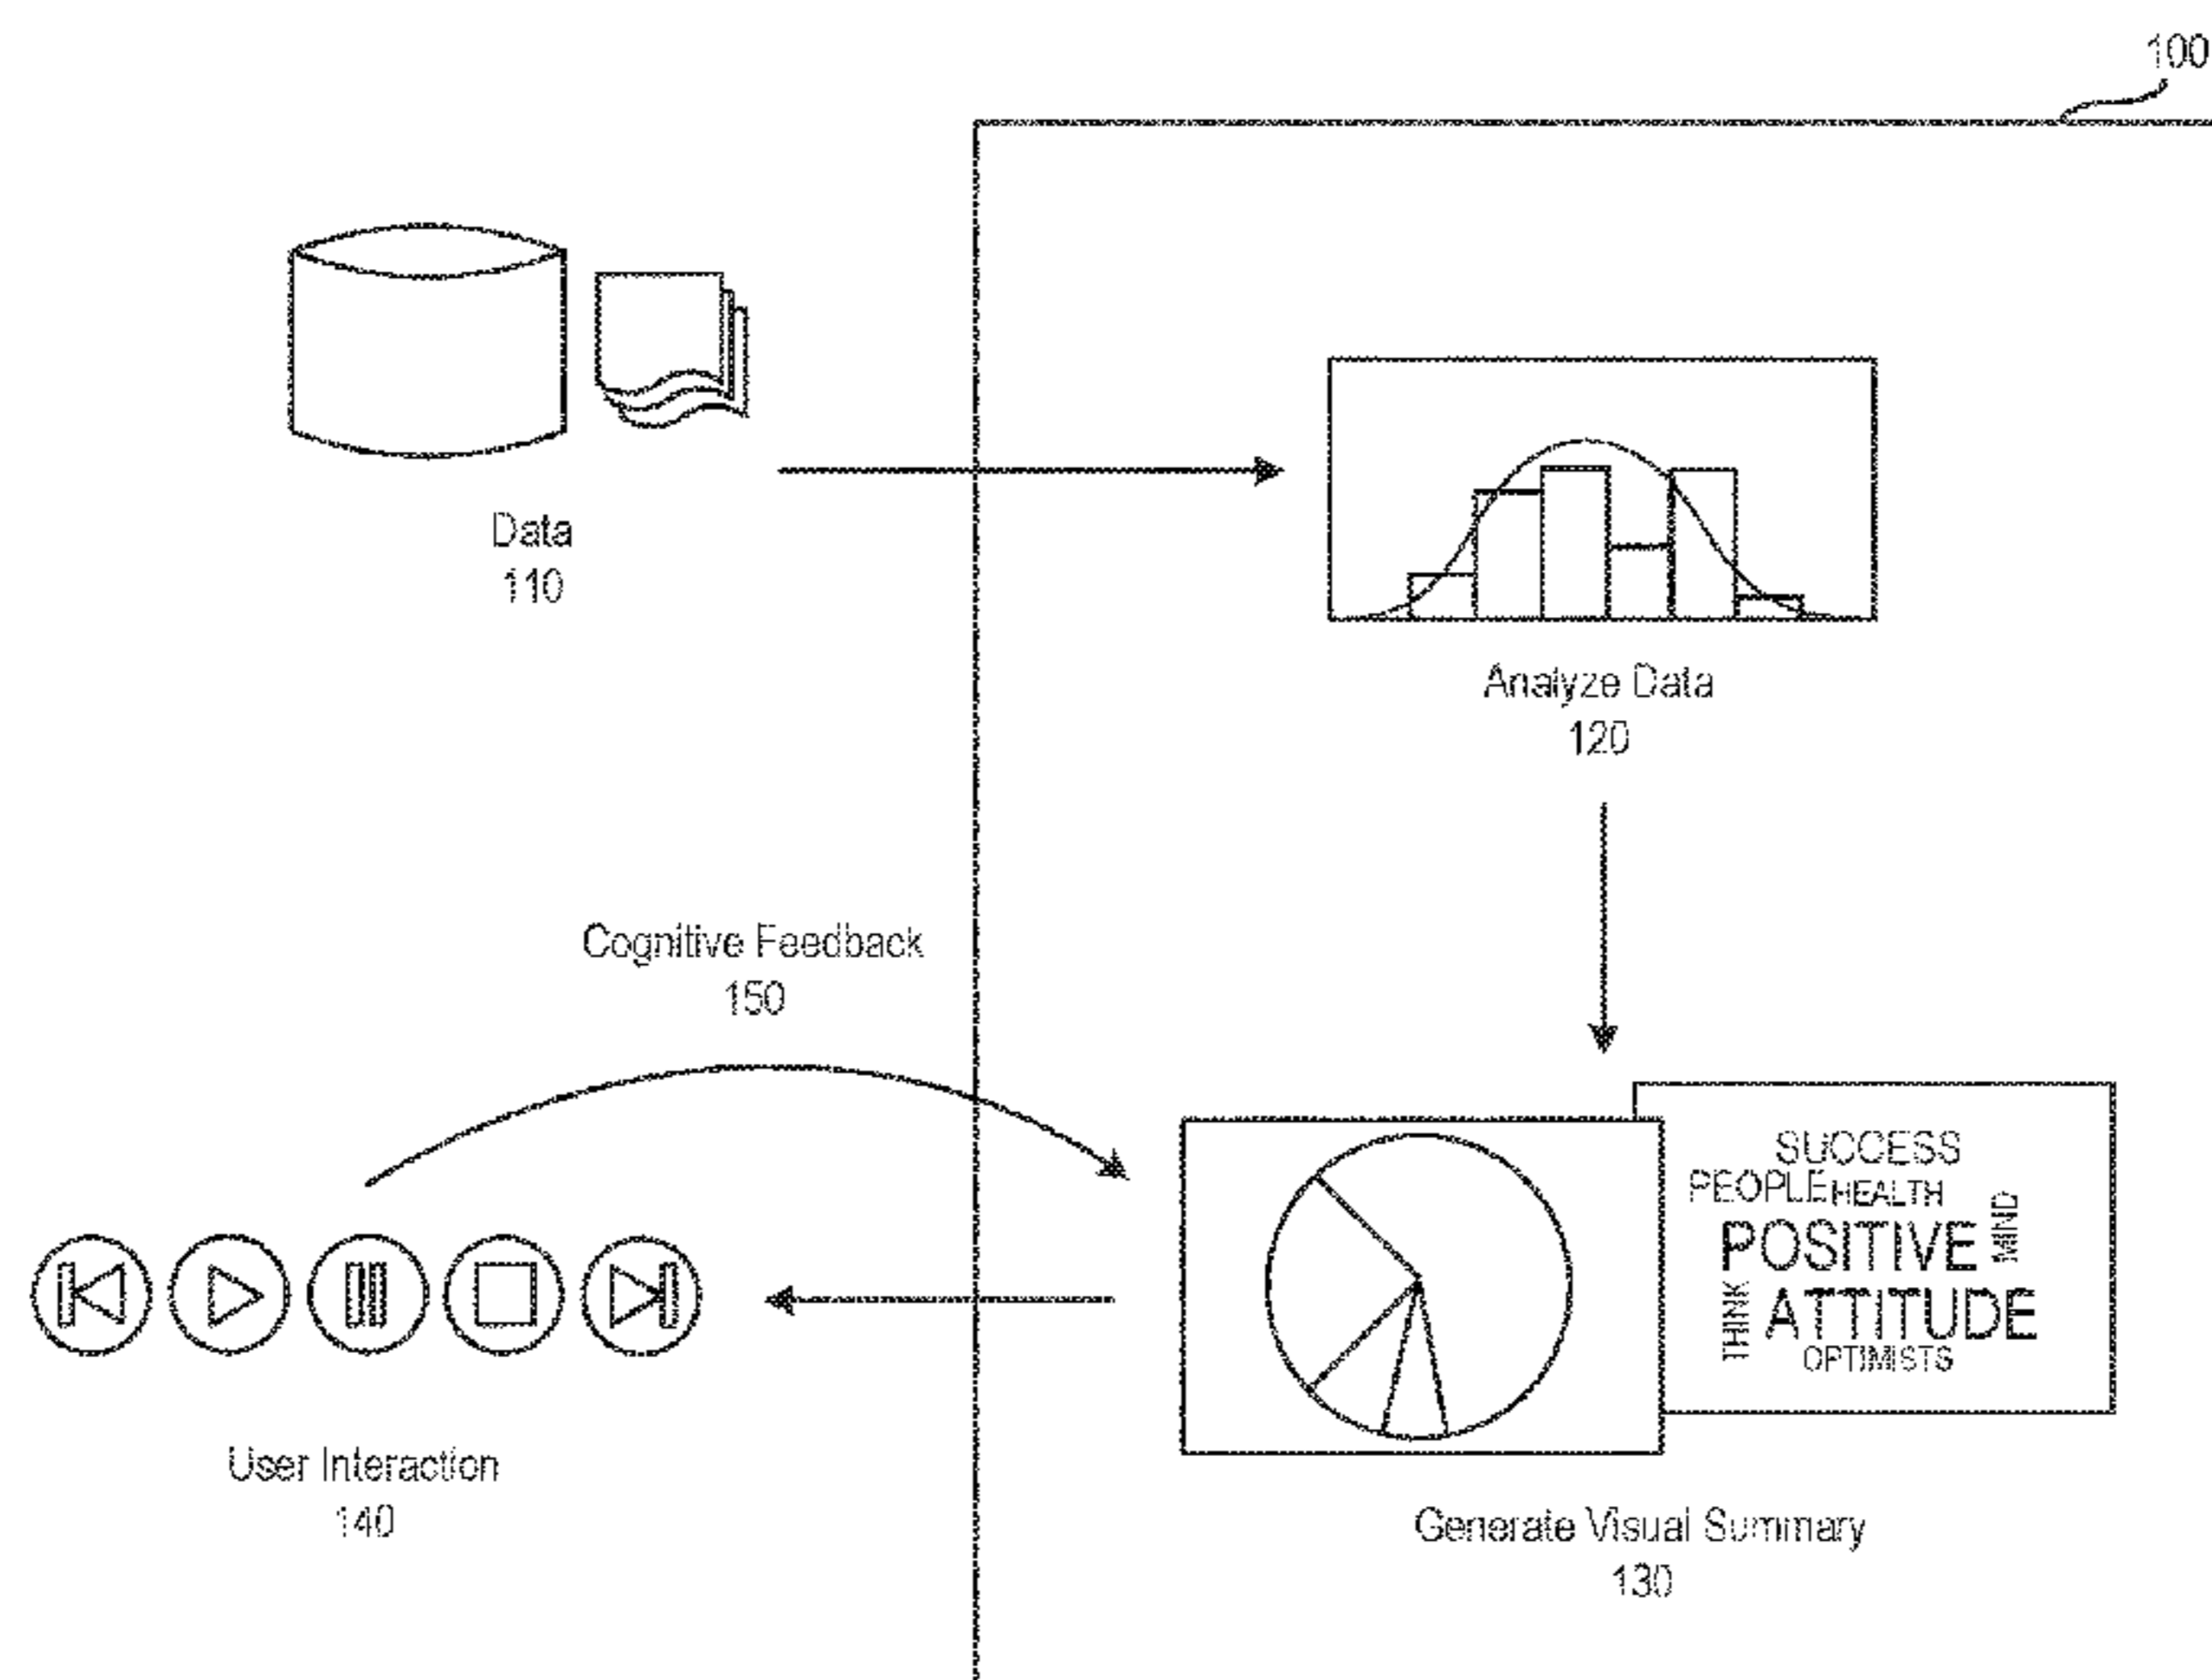 100
Data
110
Analyze Data
120
Cognitive Feedback
150
SUCCESS
PEOPLE HEALTH
POSITIVE MIND
THINK ATTITUDE
OPTIMISTS
User Interaction
140
Generate Visual Summary
130